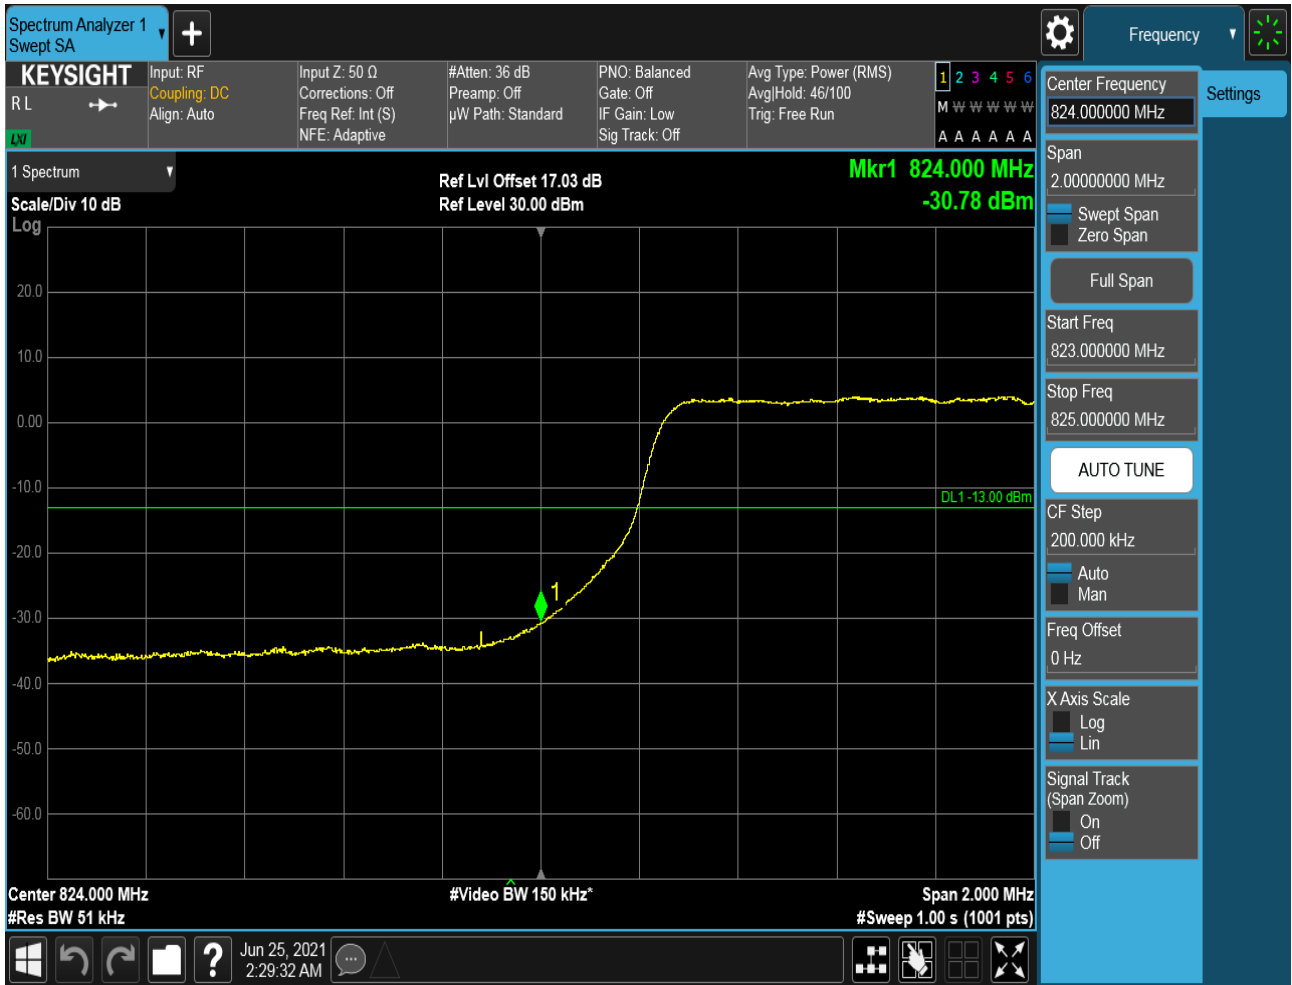 Spectrum Analyzer 1
Swept SA
Frequency
KEYSIGHT
R L
LXI
Input: RF
Coupling: DC
Align: Auto
Input Z: 50 Ω
Corrections: Off
Freq Ref: Int (S)
NFE: Adaptive
#Atten: 36 dB
Preamp: Off
µW Path: Standard
PNO: Balanced
Gate: Off
IF Gain: Low
Sig Track: Off
Avg Type: Power (RMS)
Avg|Hold: 46/100
Trig: Free Run
1 2 3 4 5 6
M W W W W W
A A A A A A
1 Spectrum
Scale/Div 10 dB
Log
Ref Lvl Offset 17.03 dB
Ref Level 30.00 dBm
Mkr1 824.000 MHz
-30.78 dBm
20.0
10.0
0.00
-10.0
DL1 -13.00 dBm
-20.0
1
-30.0
-40.0
-50.0
-60.0
Center 824.000 MHz
#Video BW 150 kHz*
Span 2.000 MHz
#Res BW 51 kHz
#Sweep 1.00 s (1001 pts)
?
Jun 25, 2021
2:29:32 AM
Center Frequency
824.000000 MHz
Settings
Span
2.00000000 MHz
Swept Span
Zero Span
Full Span
Start Freq
823.000000 MHz
Stop Freq
825.000000 MHz
AUTO TUNE
CF Step
200.000 kHz
Auto
Man
Freq Offset
0 Hz
X Axis Scale
Log
Lin
Signal Track
(Span Zoom)
On
Off